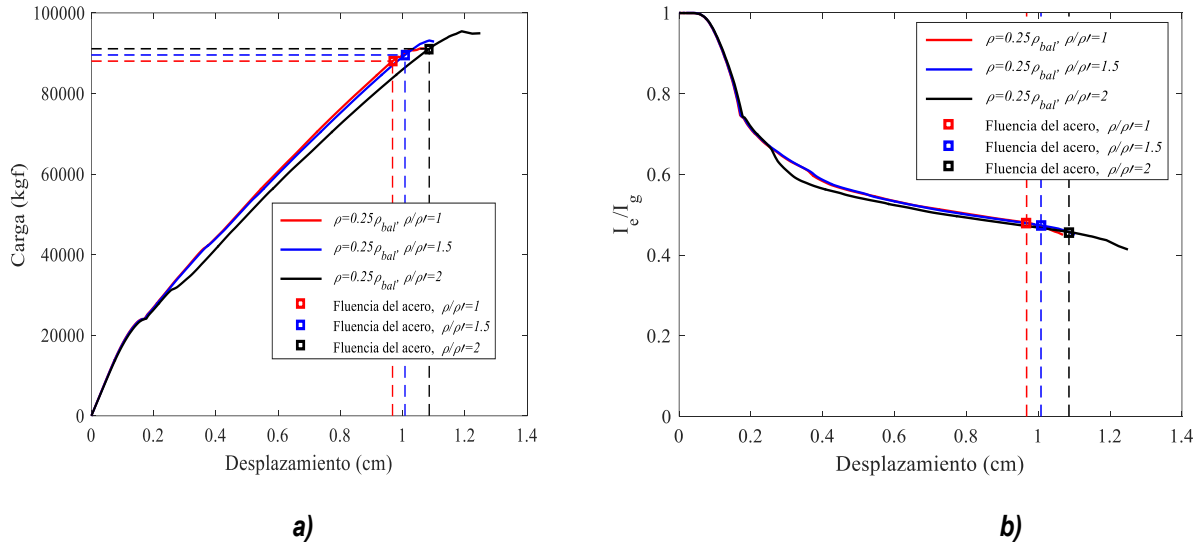 100000
80000
60000
40000
20000
0
Carga (kgf)
ρ=0.25ρbal, ρ/ρ′=1
ρ=0.25ρbal, ρ/ρ′=1.5
ρ=0.25ρbal, ρ/ρ′=2
Fluencia del acero, ρ/ρ′=1
Fluencia del acero, ρ/ρ′=1.5
Fluencia del acero, ρ/ρ′=2
0 0.2 0.4 0.6 0.8 1 1.2 1.4
Desplazamiento (cm)
a)
1
0.8
0.6
0.4
0.2
0
Ie/Ig
ρ=0.25ρbal, ρ/ρ′=1
ρ=0.25ρbal, ρ/ρ′=1.5
ρ=0.25ρbal, ρ/ρ′=2
Fluencia del acero, ρ/ρ′=1
Fluencia del acero, ρ/ρ′=1.5
Fluencia del acero, ρ/ρ′=2
0 0.2 0.4 0.6 0.8 1 1.2 1.4
Desplazamiento (cm)
b)